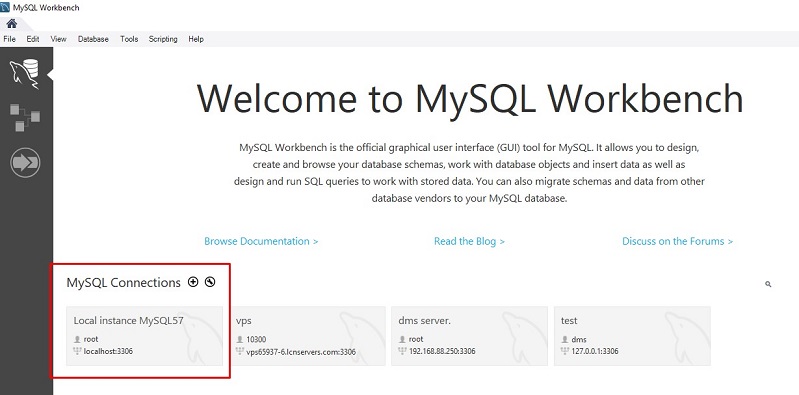 MySQL Workbench
File Edit View Database Tools Scripting Help
Welcome to MySQL Workbench
MySQL Workbench is the official graphical user interface (GUI) tool for MySQL. It allows you to design,
create and browse your database schemas, work with database objects and insert data as well as
design and run SQL queries to work with stored data. You can also migrate schemas and data from other
database vendors to your MySQL database.
Browse Documentation > Read the Blog > Discuss on the Forums >
MySQL Connections
Local instance MySQL57
root
localhost:3306
vps
10300
vps65937-6.lcnservers.com:3306
dms server.
root
192.168.88.250:3306
test
dms
127.0.0.1:3306